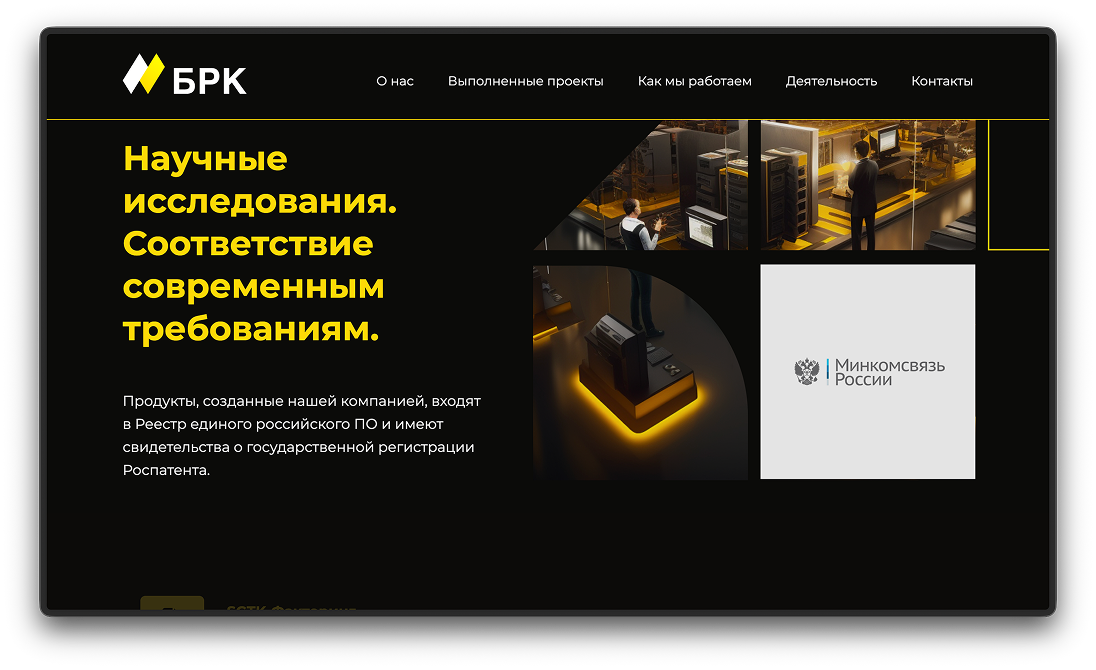 БРК
О нас
Выполненные проекты
Как мы работаем
Деятельность
Контакты
Научные
исследования.
Соответствие
современным
требованиям.
Продукты, созданные нашей компанией, входят
в Реестр единого российского ПО и имеют
свидетельства о государственной регистрации
Роспатента.
Минкомсвязь
России